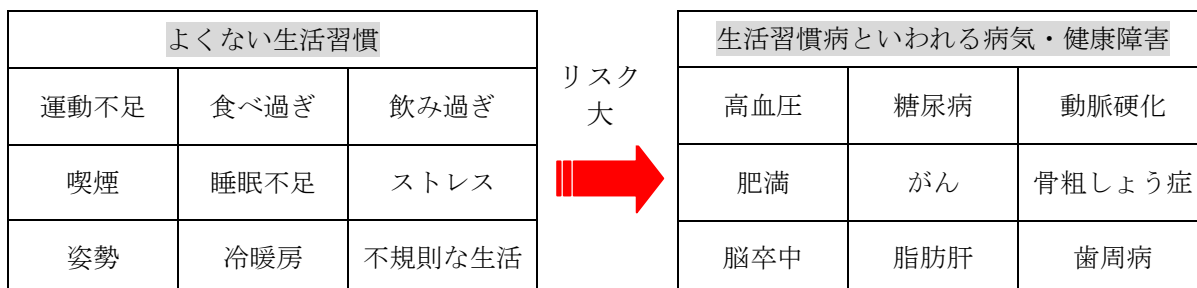 よくない生活習慣
運動不足 食べ過ぎ 飲み過ぎ
喫煙 睡眠不足 ストレス
姿勢 冷暖房 不規則な生活
リスク
大
生活習慣病といわれる病気・健康障害
高血圧 糖尿病 動脈硬化
肥満 がん 骨粗しょう症
脳卒中 脂肪肝 歯周病